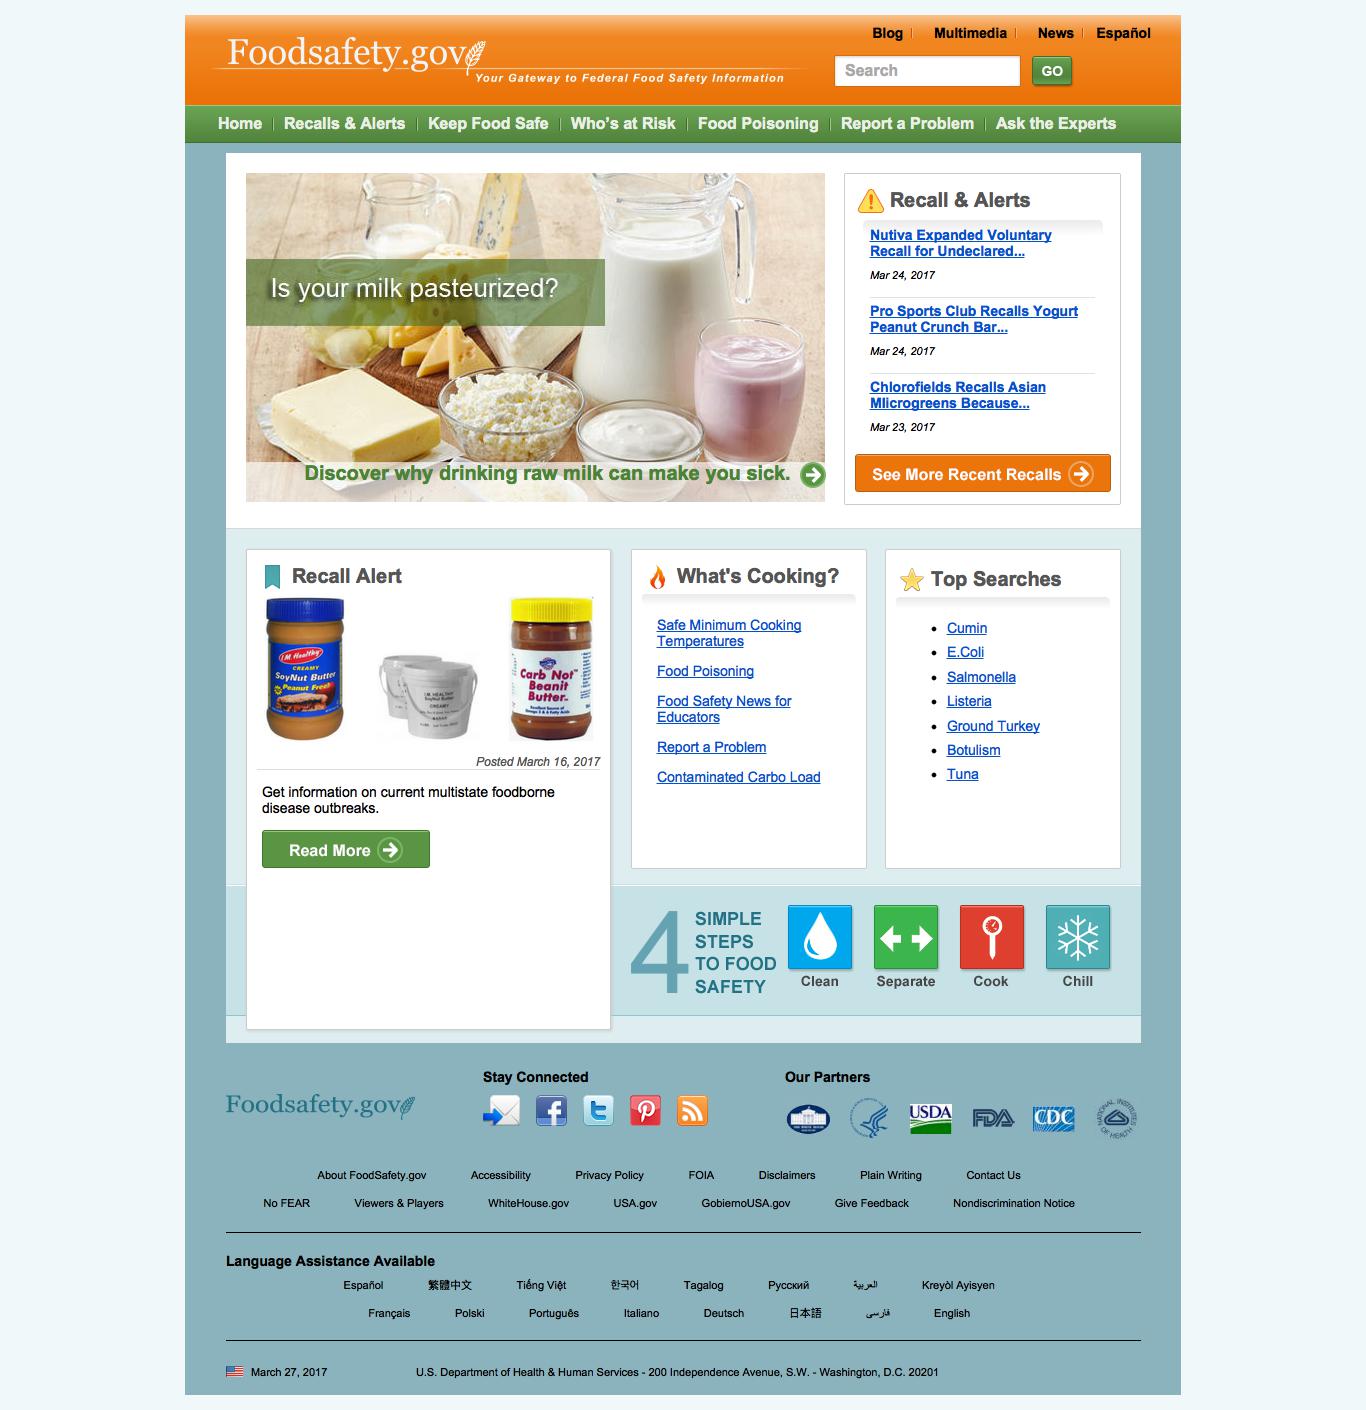 Blog
Multimedia
News
Español
Foodsafety.gov
Your Gateway to Federal Food Safety Information
Search
GO
Home
Recalls & Alerts
Keep Food Safe
Who's at Risk
Food Poisoning
Report a Problem
Ask the Experts
Is your milk pasteurized?
Discover why drinking raw milk can make you sick.
Recall & Alerts
Nutiva Expanded Voluntary
Recall for Undeclared...
Mar 24, 2017
Pro Sports Club Recalls Yogurt
Peanut Crunch Bar...
Mar 24, 2017
Chlorofields Recalls Asian
MIicrogreens Because...
Mar 23, 2017
See More Recent Recalls
Recall Alert
I.M. Healthy
CREAMY
SoyNut Butter
Peanut Free
I.M. HEALTHY
SoyNut Butter
CREAMY
Carb Not
Beanit
Butter
Posted March 16, 2017
Get information on current multistate foodborne
disease outbreaks.
Read More
What's Cooking?
Safe Minimum Cooking
Temperatures
Food Poisoning
Food Safety News for
Educators
Report a Problem
Contaminated Carbo Load
Top Searches
Cumin
E.Coli
Salmonella
Listeria
Ground Turkey
Botulism
Tuna
4
SIMPLE
STEPS
TO FOOD
SAFETY
Clean
Separate
Cook
Chill
Foodsafety.gov
Stay Connected
Our Partners
USDA
FDA
CDC
NATIONAL INSTITUTES OF HEALTH
About FoodSafety.gov
Accessibility
Privacy Policy
FOIA
Disclaimers
Plain Writing
Contact Us
No FEAR
Viewers & Players
WhiteHouse.gov
USA.gov
GobiernoUSA.gov
Give Feedback
Nondiscrimination Notice
Language Assistance Available
Español
繁體中文
Tiếng Việt
한국어
Tagalog
Русский
العربية
Kreyòl Ayisyen
Français
Polski
Português
Italiano
Deutsch
日本語
فارسی
English
March 27, 2017
U.S. Department of Health & Human Services - 200 Independence Avenue, S.W. - Washington, D.C. 20201